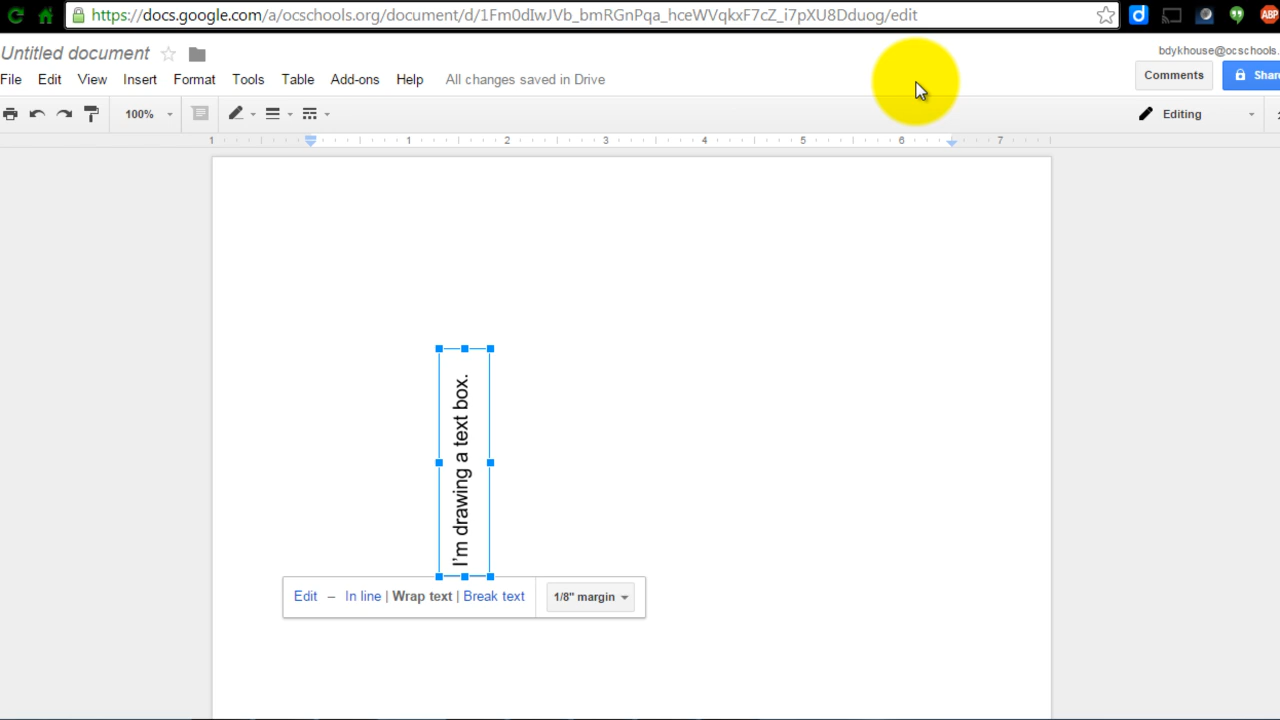 https://docs.google.com/a/ocschools.org/document/d/1Fm0dIwJVb_bmRGnPqa_hceWVqkxF7cZ_i7pXU8Dduog/edit
d
ABP
Untitled document
bdykhouse@ocschools.
File Edit View Insert Format Tools Table Add-ons Help All changes saved in Drive
Comments
Share
100%
Editing
1 1 2 3 4 5 6 7
I'm drawing a text box.
Edit – In line | Wrap text | Break text 1/8" margin